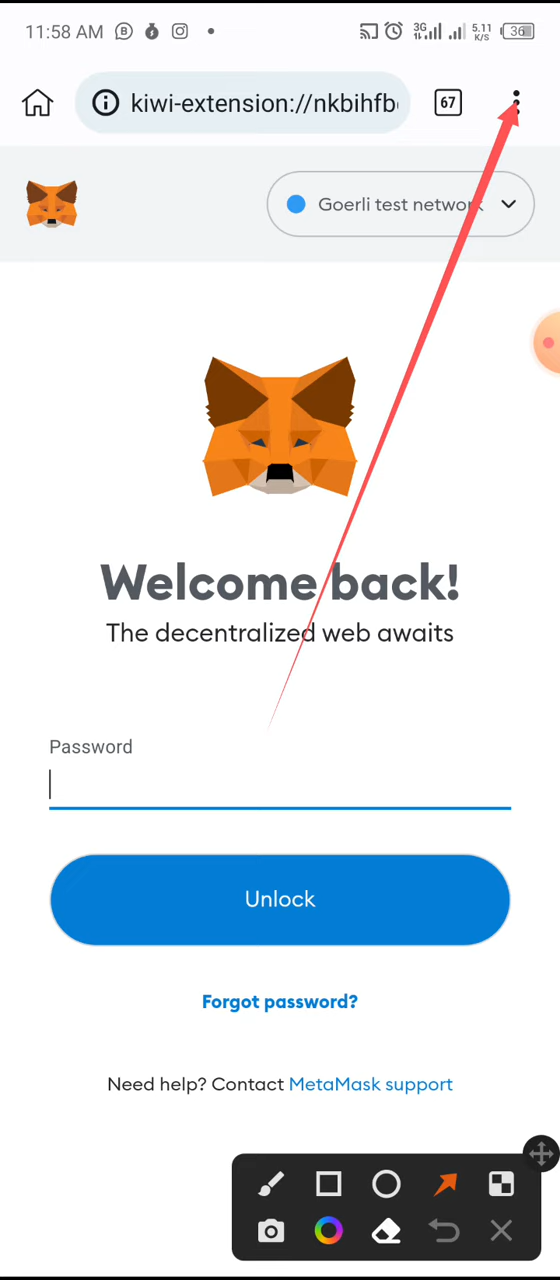 11:58 AM
3G
5.11
K/S
36
kiwi-extension://nkbihfb
67
Goerli test network
Welcome back!
The decentralized web awaits
Password
Unlock
Forgot password?
Need help? Contact MetaMask support